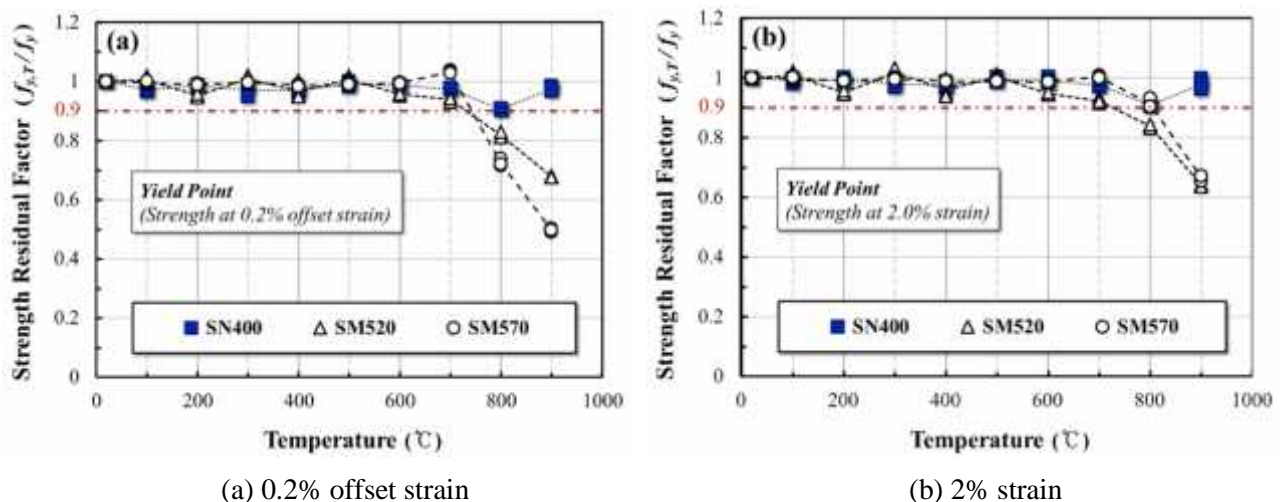 Strength Residual Factor (fy,T/fy)
1.2
1
0.9
0.8
0.6
0.4
0.2
0
(a)
Yield Point
(Strength at 0.2% offset strain)
SN400 SM520 SM570
0 200 400 600 800 1000
Temperature (℃)
Strength Residual Factor (fy,T/fy)
1.2
1
0.9
0.8
0.6
0.4
0.2
0
(b)
Yield Point
(Strength at 2.0% strain)
SN400 SM520 SM570
0 200 400 600 800 1000
Temperature (℃)
(a) 0.2% offset strain
(b) 2% strain